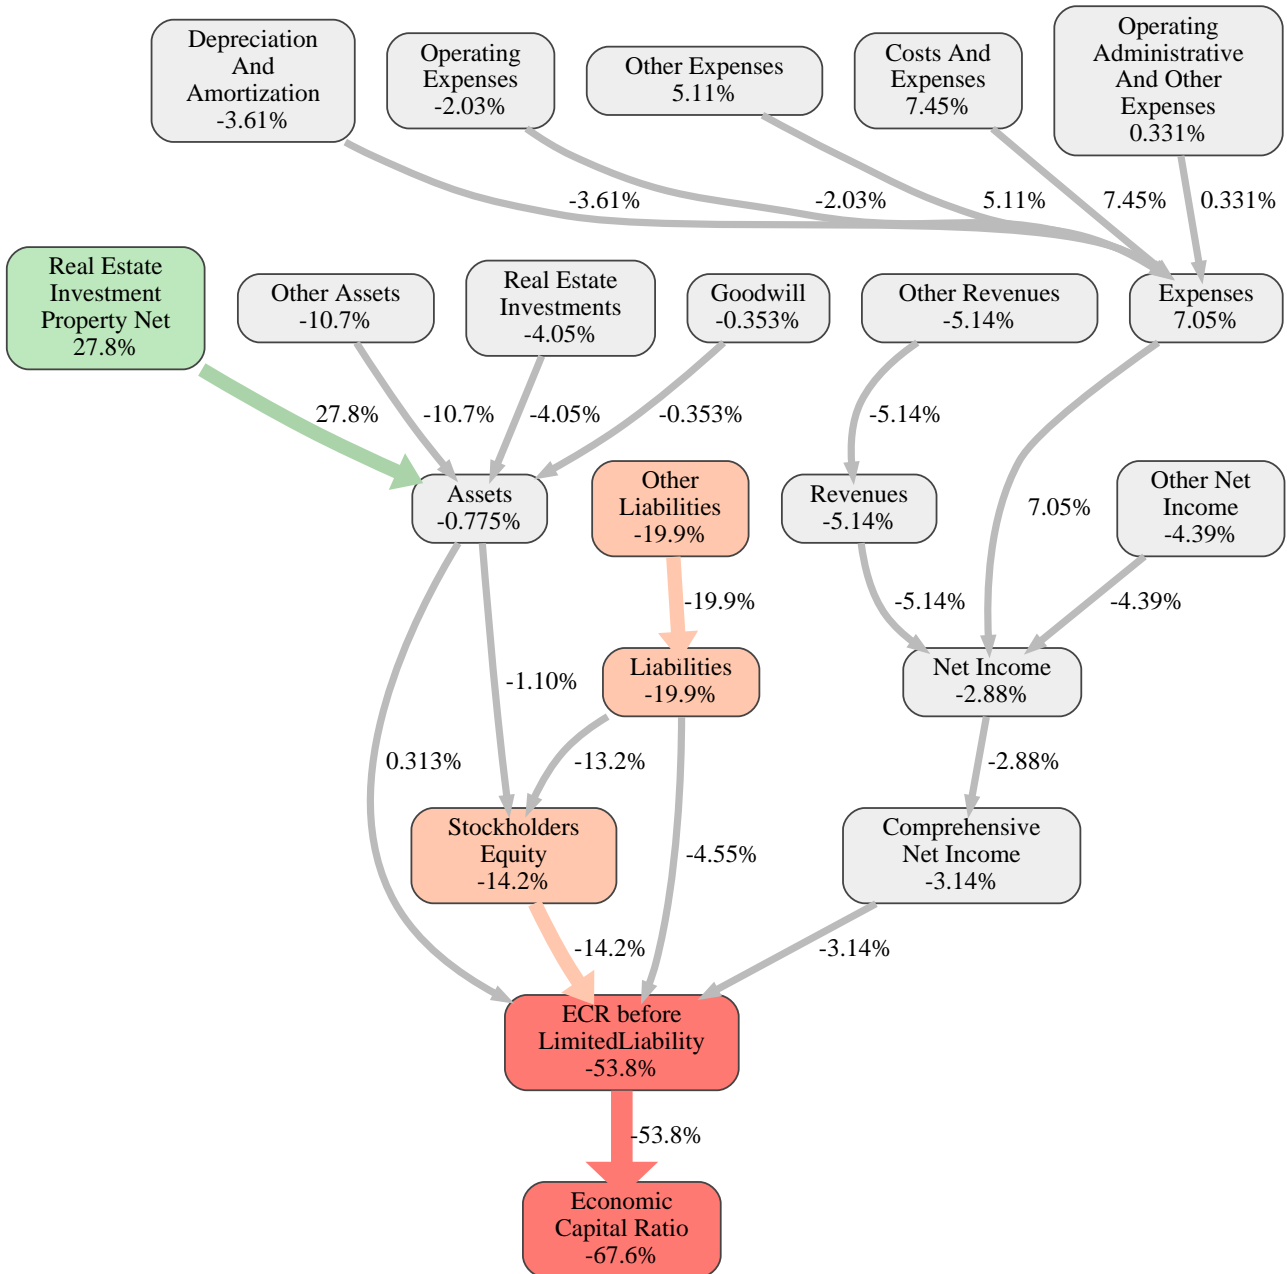 Depreciation
And
Amortization
-3.61%
Operating
Expenses
-2.03%
Other Expenses
5.11%
Costs And
Expenses
7.45%
Operating
Administrative
And Other
Expenses
0.331%
-3.61%
-2.03%
5.11%
7.45%
0.331%
Real Estate
Investment
Property Net
27.8%
Other Assets
-10.7%
Real Estate
Investments
-4.05%
Goodwill
-0.353%
Other Revenues
-5.14%
Expenses
7.05%
27.8%
-10.7%
-4.05%
-0.353%
-5.14%
Assets
-0.775%
Other
Liabilities
-19.9%
Revenues
-5.14%
7.05%
Other Net
Income
-4.39%
-19.9%
-5.14%
-4.39%
-1.10%
Liabilities
-19.9%
Net Income
-2.88%
0.313%
-13.2%
-2.88%
Stockholders
Equity
-14.2%
-4.55%
Comprehensive
Net Income
-3.14%
-14.2%
-3.14%
ECR before
LimitedLiability
-53.8%
-53.8%
Economic
Capital Ratio
-67.6%